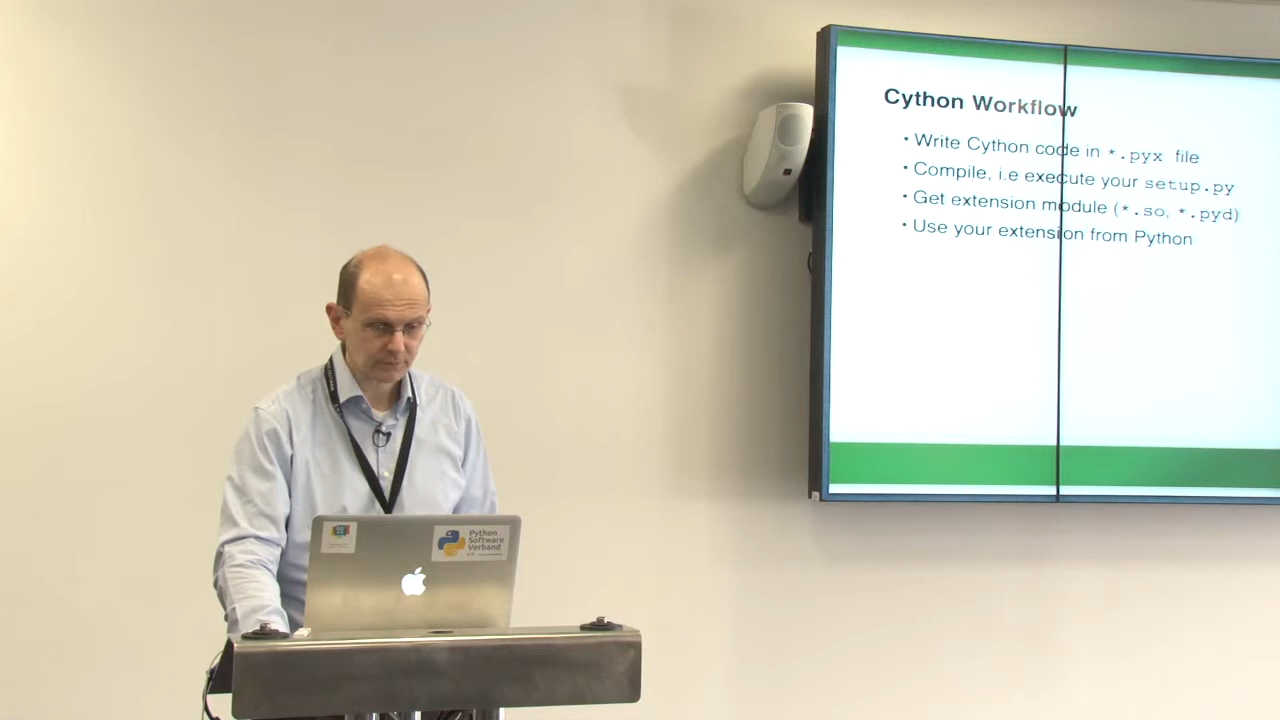 Cython Workflow
• Write Cython code in *.pyx file
• Compile, i.e execute your setup.py
• Get extension module (*.so, *.pyd)
• Use your extension from Python
Python
Software
Verband